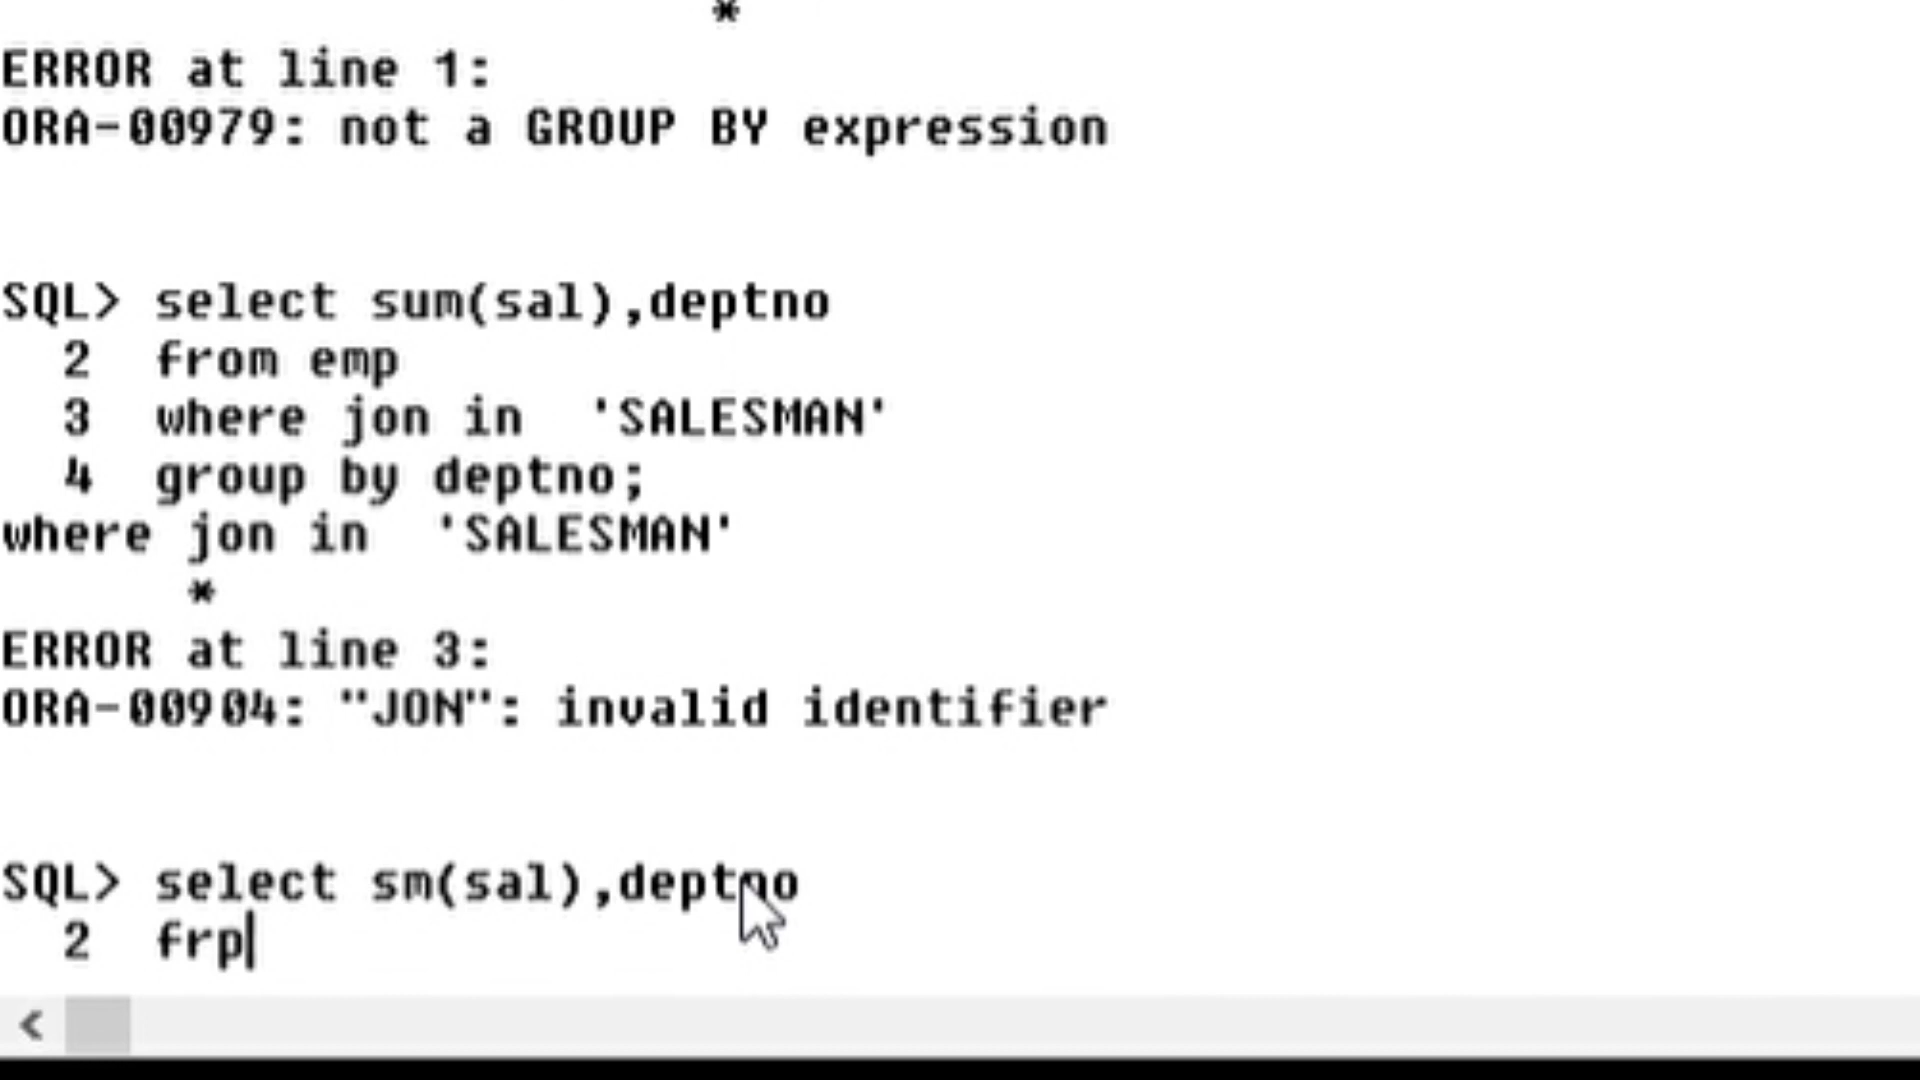 *
ERROR at line 1:
ORA-00979: not a GROUP BY expression
SQL> select sum(sal),deptno
2 from emp
3 where jon in 'SALESMAN'
4 group by deptno;
where jon in 'SALESMAN'
*
ERROR at line 3:
ORA-00904: "JON": invalid identifier
SQL> select sm(sal),deptno
2 frp